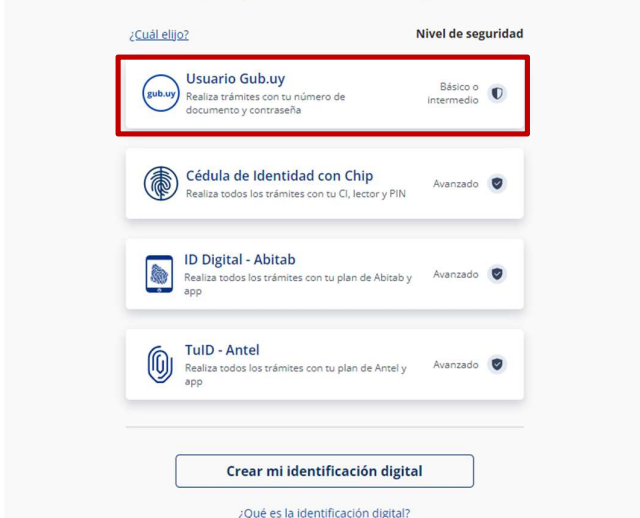 ¿Cuál elijo?
Nivel de seguridad
gub.uy
Usuario Gub.uy
Realiza trámites con tu número de
documento y contraseña
Básico o
intermedio
Cédula de Identidad con Chip
Realiza todos los trámites con tu CI, lector y PIN
Avanzado
ID Digital - Abitab
Realiza todos los trámites con tu plan de Abitab y
app
Avanzado
TuID - Antel
Realiza todos los trámites con tu plan de Antel y
app
Avanzado
Crear mi identificación digital
¿Qué es la identificación digital?